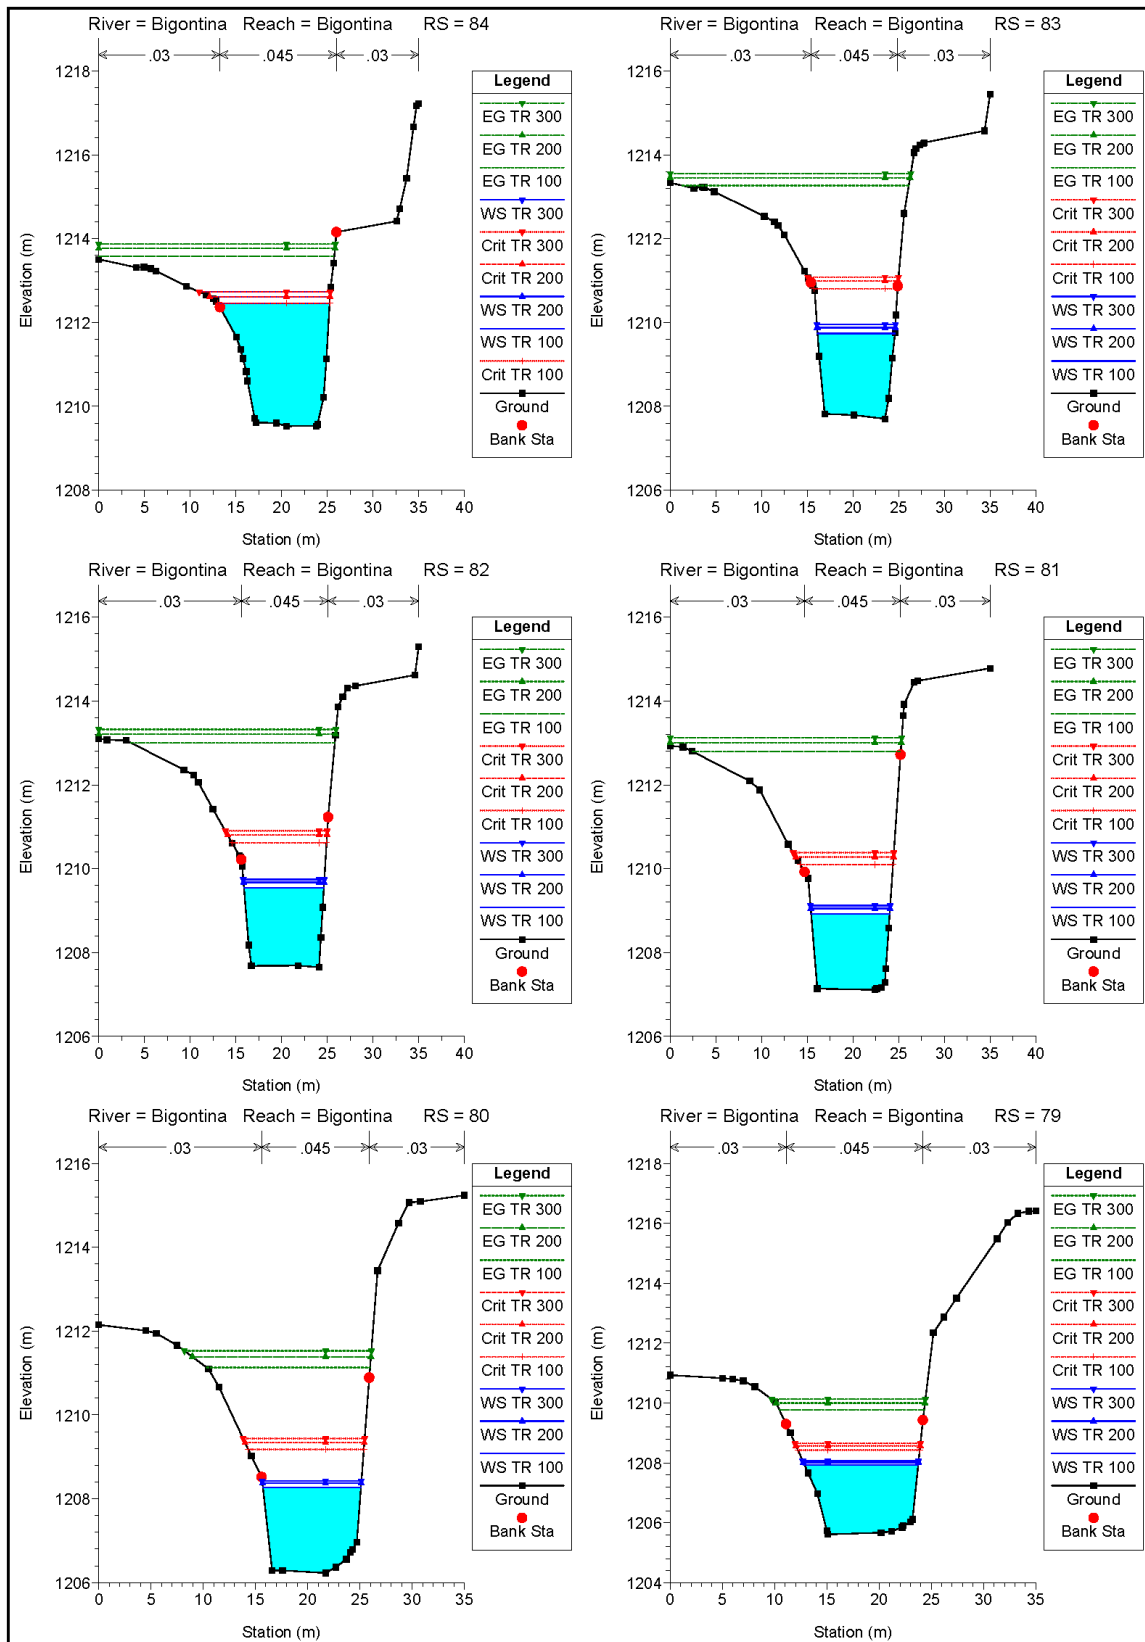 River = Bigontina Reach = Bigontina RS = 84
.03 .045 .03
1218
1216
1214
1212
1210
1208
Elevation (m)
0 5 10 15 20 25 30 35 40
Station (m)
Legend
EG TR 300
EG TR 200
EG TR 100
WS TR 300
Crit TR 300
Crit TR 200
WS TR 200
WS TR 100
Crit TR 100
Ground
Bank Sta
River = Bigontina Reach = Bigontina RS = 83
.03 .045 .03
1216
1214
1212
1210
1208
1206
Elevation (m)
0 5 10 15 20 25 30 35 40
Station (m)
Legend
EG TR 300
EG TR 200
EG TR 100
Crit TR 300
Crit TR 200
Crit TR 100
WS TR 300
WS TR 200
WS TR 100
Ground
Bank Sta
River = Bigontina Reach = Bigontina RS = 82
.03 .045 .03
1216
1214
1212
1210
1208
1206
Elevation (m)
0 5 10 15 20 25 30 35 40
Station (m)
Legend
EG TR 300
EG TR 200
EG TR 100
Crit TR 300
Crit TR 200
Crit TR 100
WS TR 300
WS TR 200
WS TR 100
Ground
Bank Sta
River = Bigontina Reach = Bigontina RS = 81
.03 .045 .03
1216
1214
1212
1210
1208
1206
Elevation (m)
0 5 10 15 20 25 30 35 40
Station (m)
Legend
EG TR 300
EG TR 200
EG TR 100
Crit TR 300
Crit TR 200
Crit TR 100
WS TR 300
WS TR 200
WS TR 100
Ground
Bank Sta
River = Bigontina Reach = Bigontina RS = 80
.03 .045 .03
1216
1214
1212
1210
1208
1206
Elevation (m)
0 5 10 15 20 25 30 35
Station (m)
Legend
EG TR 300
EG TR 200
EG TR 100
Crit TR 300
Crit TR 200
Crit TR 100
WS TR 300
WS TR 200
WS TR 100
Ground
Bank Sta
River = Bigontina Reach = Bigontina RS = 79
.03 .045 .03
1218
1216
1214
1212
1210
1208
1206
1204
Elevation (m)
0 5 10 15 20 25 30 35
Station (m)
Legend
EG TR 300
EG TR 200
EG TR 100
Crit TR 300
Crit TR 200
Crit TR 100
WS TR 300
WS TR 200
WS TR 100
Ground
Bank Sta